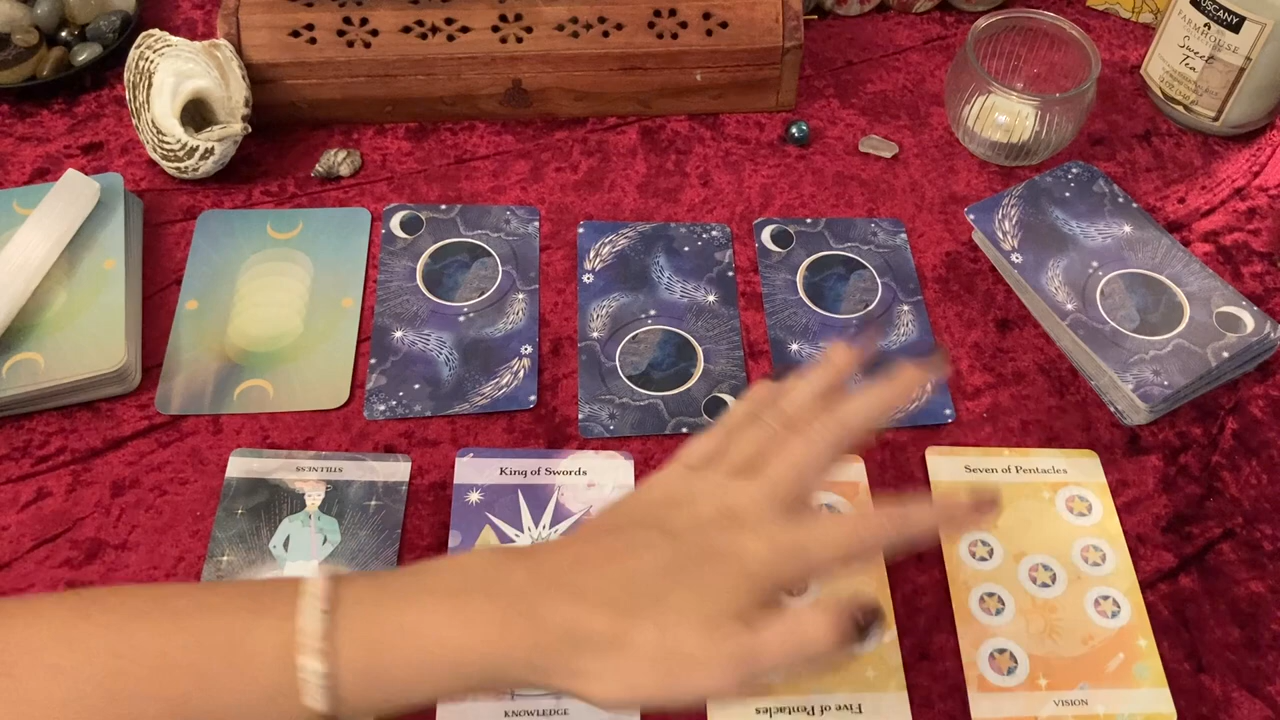 TUSCANY
FARMHOUSE
Sweet
Tea
STILLNESS
King of Swords
KNOWLEDGE
Five of Pentacles
Seven of Pentacles
VISION